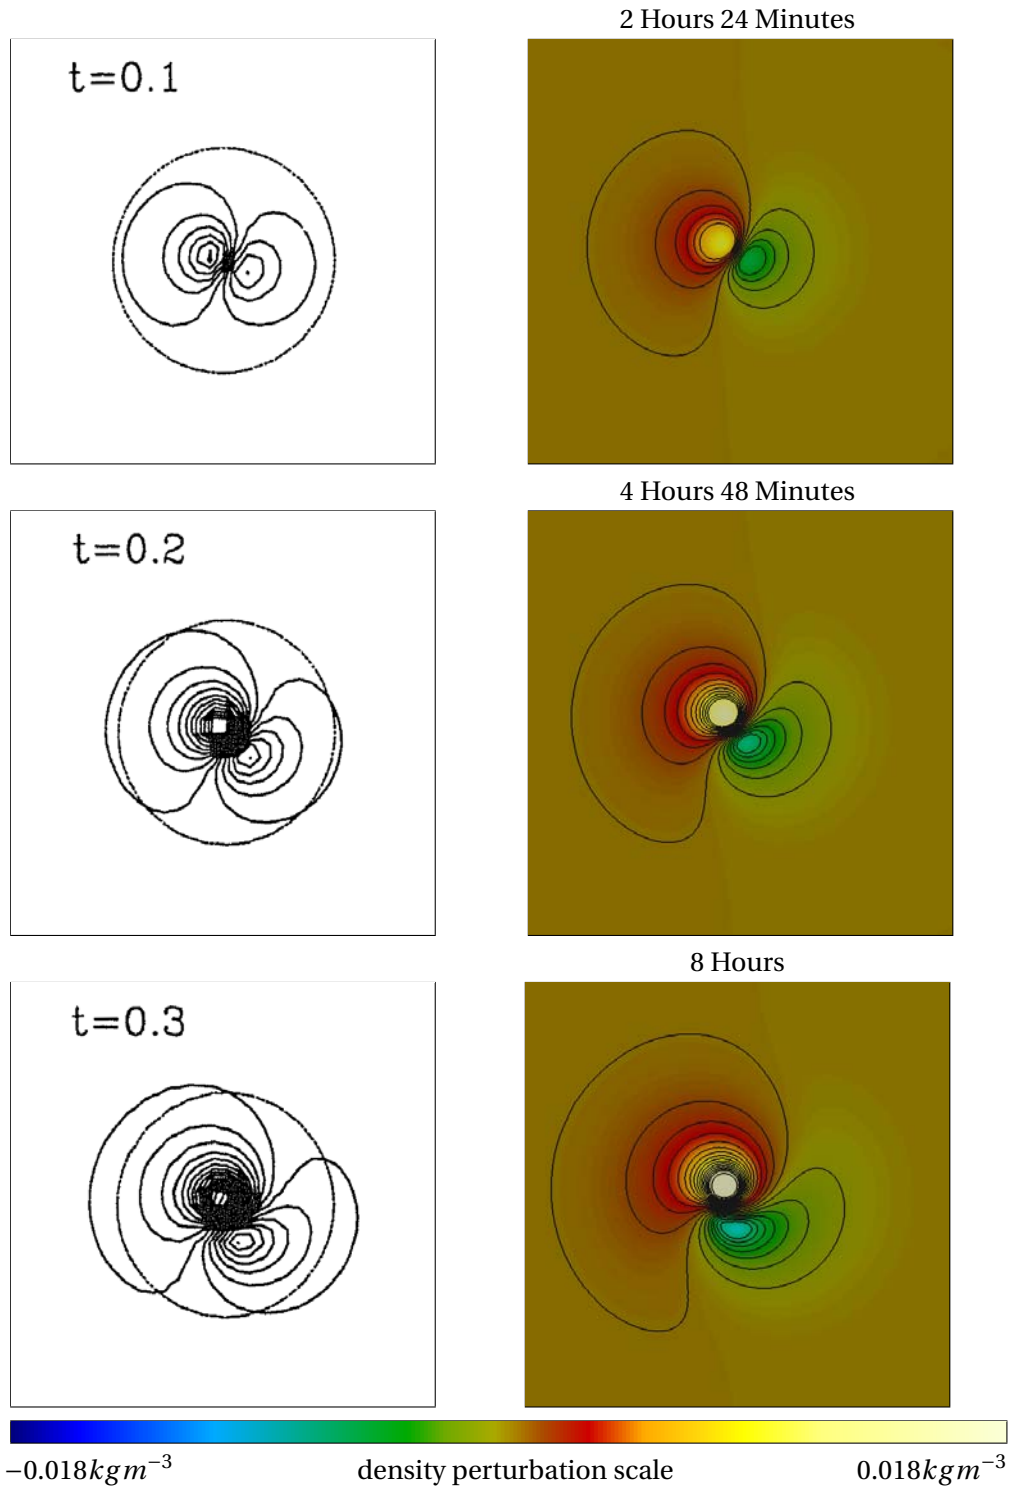 2 Hours 24 Minutes
t=0.1
4 Hours 48 Minutes
t=0.2
8 Hours
t=0.3
−0.018kgm⁻³ density perturbation scale 0.018kgm⁻³